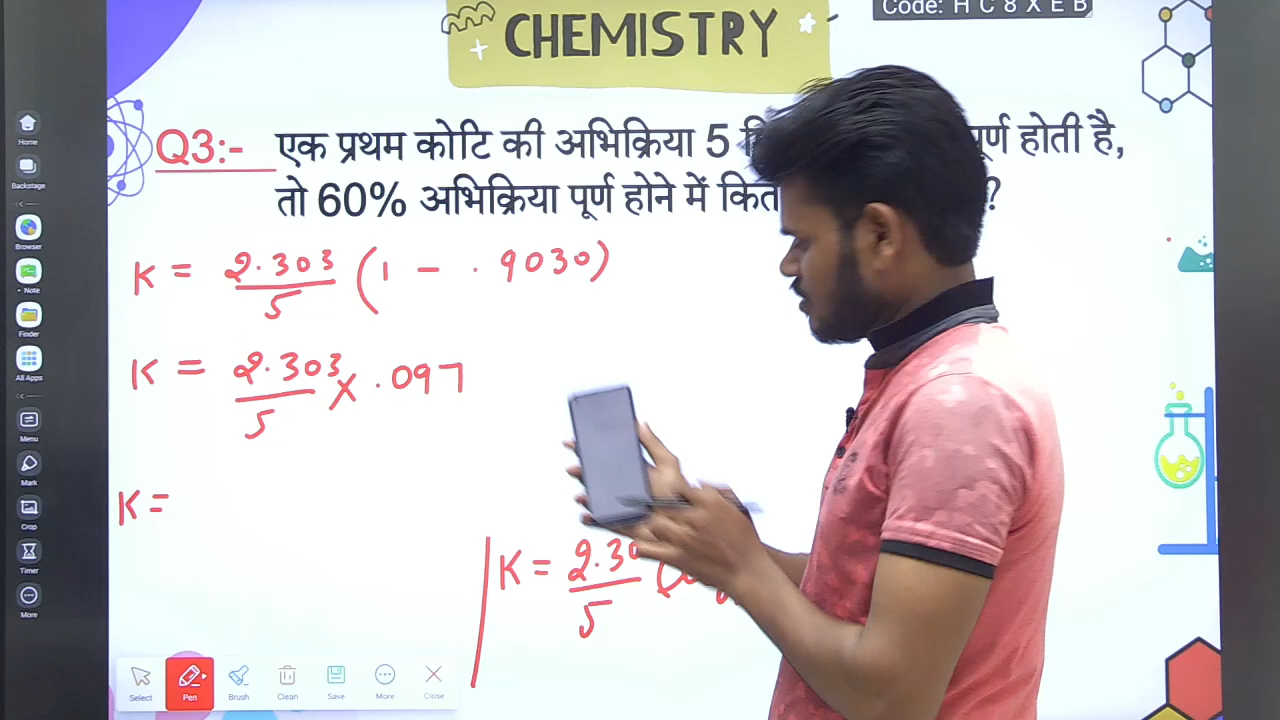 Code: H C 8 X E B
CHEMISTRY
Q3:- एक प्रथम कोटि की अभिक्रिया 5 होती है,
तो 60% अभिक्रिया पूर्ण होने में ?
K = 2.303/5 (1 - .9030)
K = 2.303/5 x .097
K =
K = 2.30 /5 (
Home
Backstage
Browser
Note
Finder
All Apps
Menu
Mark
Crop
Timer
More
Select
Pen
Brush
Clean
Save
More
Close